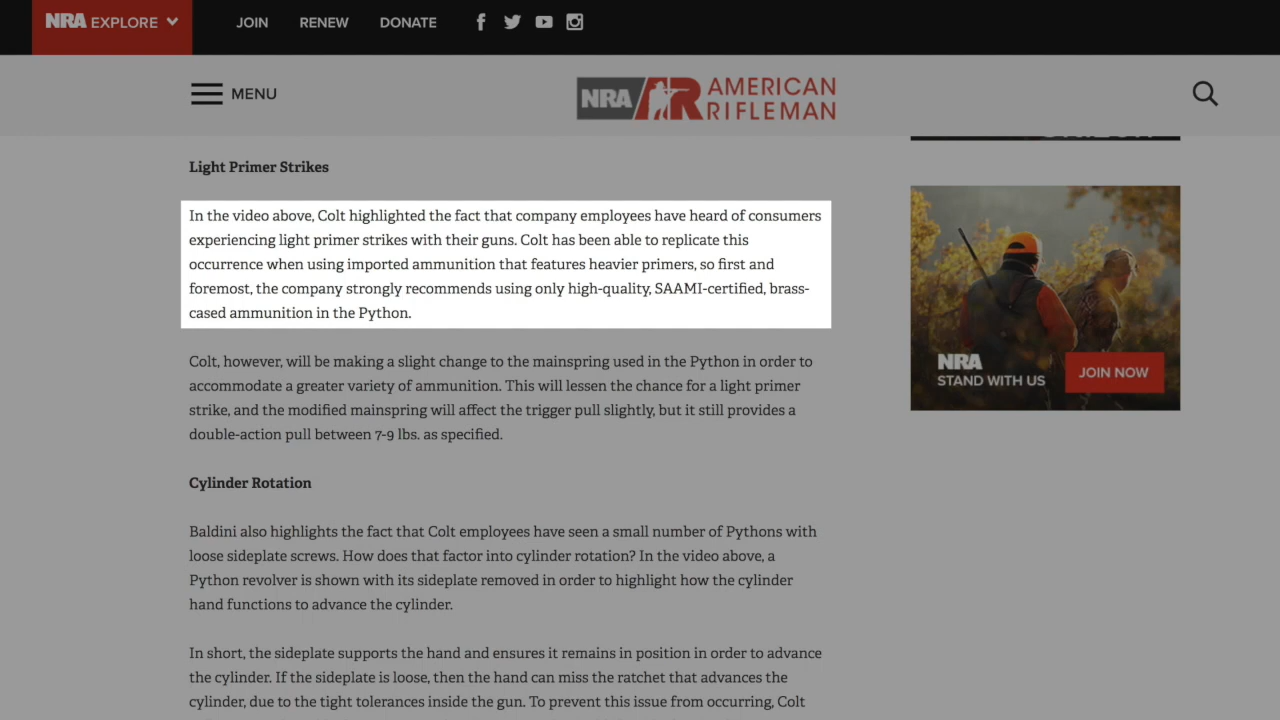 NRA EXPLORE
JOIN
RENEW
DONATE
MENU
NRA
AMERICAN
RIFLEMAN
Light Primer Strikes
In the video above, Colt highlighted the fact that company employees have heard of consumers
experiencing light primer strikes with their guns. Colt has been able to replicate this
occurrence when using imported ammunition that features heavier primers, so first and
foremost, the company strongly recommends using only high-quality, SAAMI-certified, brass-
cased ammunition in the Python.
Colt, however, will be making a slight change to the mainspring used in the Python in order to
accommodate a greater variety of ammunition. This will lessen the chance for a light primer
strike, and the modified mainspring will affect the trigger pull slightly, but it still provides a
double-action pull between 7-9 lbs. as specified.
Cylinder Rotation
Baldini also highlights the fact that Colt employees have seen a small number of Pythons with
loose sideplate screws. How does that factor into cylinder rotation? In the video above, a
Python revolver is shown with its sideplate removed in order to highlight how the cylinder
hand functions to advance the cylinder.
In short, the sideplate supports the hand and ensures it remains in position in order to advance
the cylinder. If the sideplate is loose, then the hand can miss the ratchet that advances the
cylinder, due to the tight tolerances inside the gun. To prevent this issue from occurring, Colt
NRA
STAND WITH US
JOIN NOW